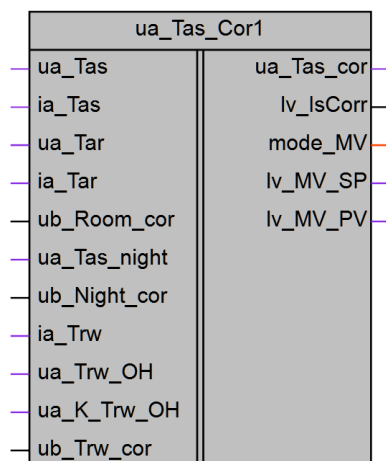 ua_Tas_Cor1
ua_Tas ua_Tas_cor
ia_Tas lv_IsCorr
ua_Tar mode_MV
ia_Tar lv_MV_SP
ub_Room_cor lv_MV_PV
ua_Tas_night
ub_Night_cor
ia_Trw
ua_Trw_OH
ua_K_Trw_OH
ub_Trw_cor